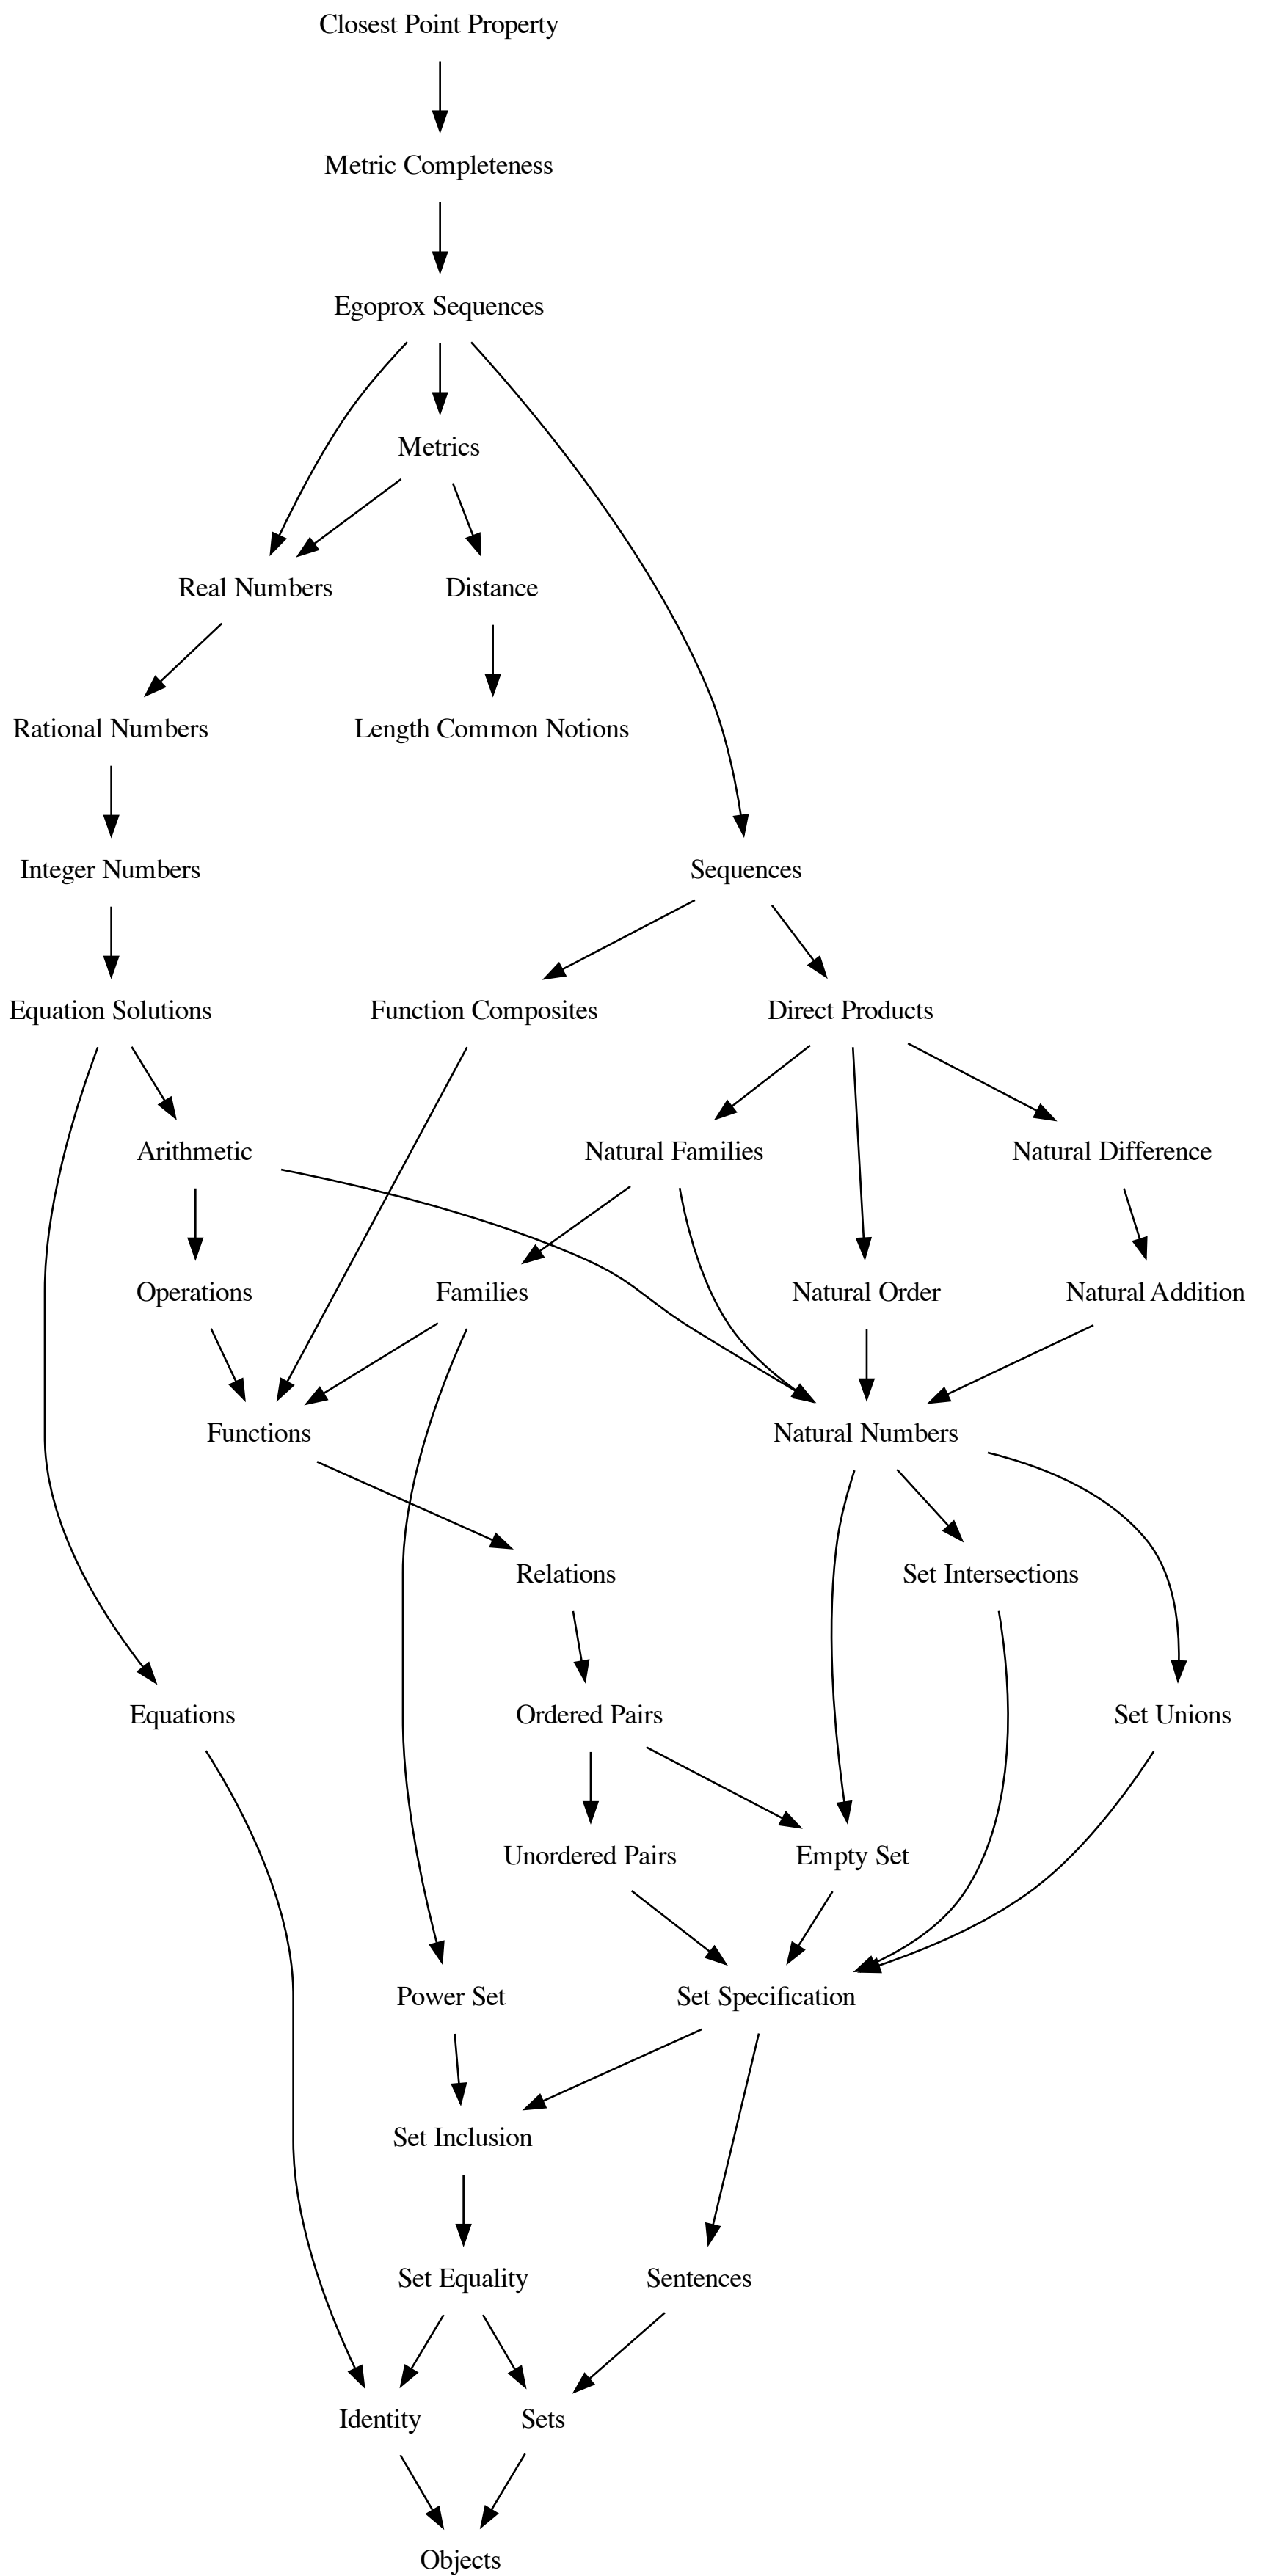 Closest Point Property
Metric Completeness
Egoprox Sequences
Metrics
Real Numbers
Distance
Rational Numbers
Length Common Notions
Integer Numbers
Sequences
Equation Solutions
Function Composites
Direct Products
Arithmetic
Natural Families
Natural Difference
Operations
Families
Natural Order
Natural Addition
Functions
Natural Numbers
Relations
Set Intersections
Equations
Ordered Pairs
Set Unions
Unordered Pairs
Empty Set
Power Set
Set Specification
Set Inclusion
Set Equality
Sentences
Identity
Sets
Objects